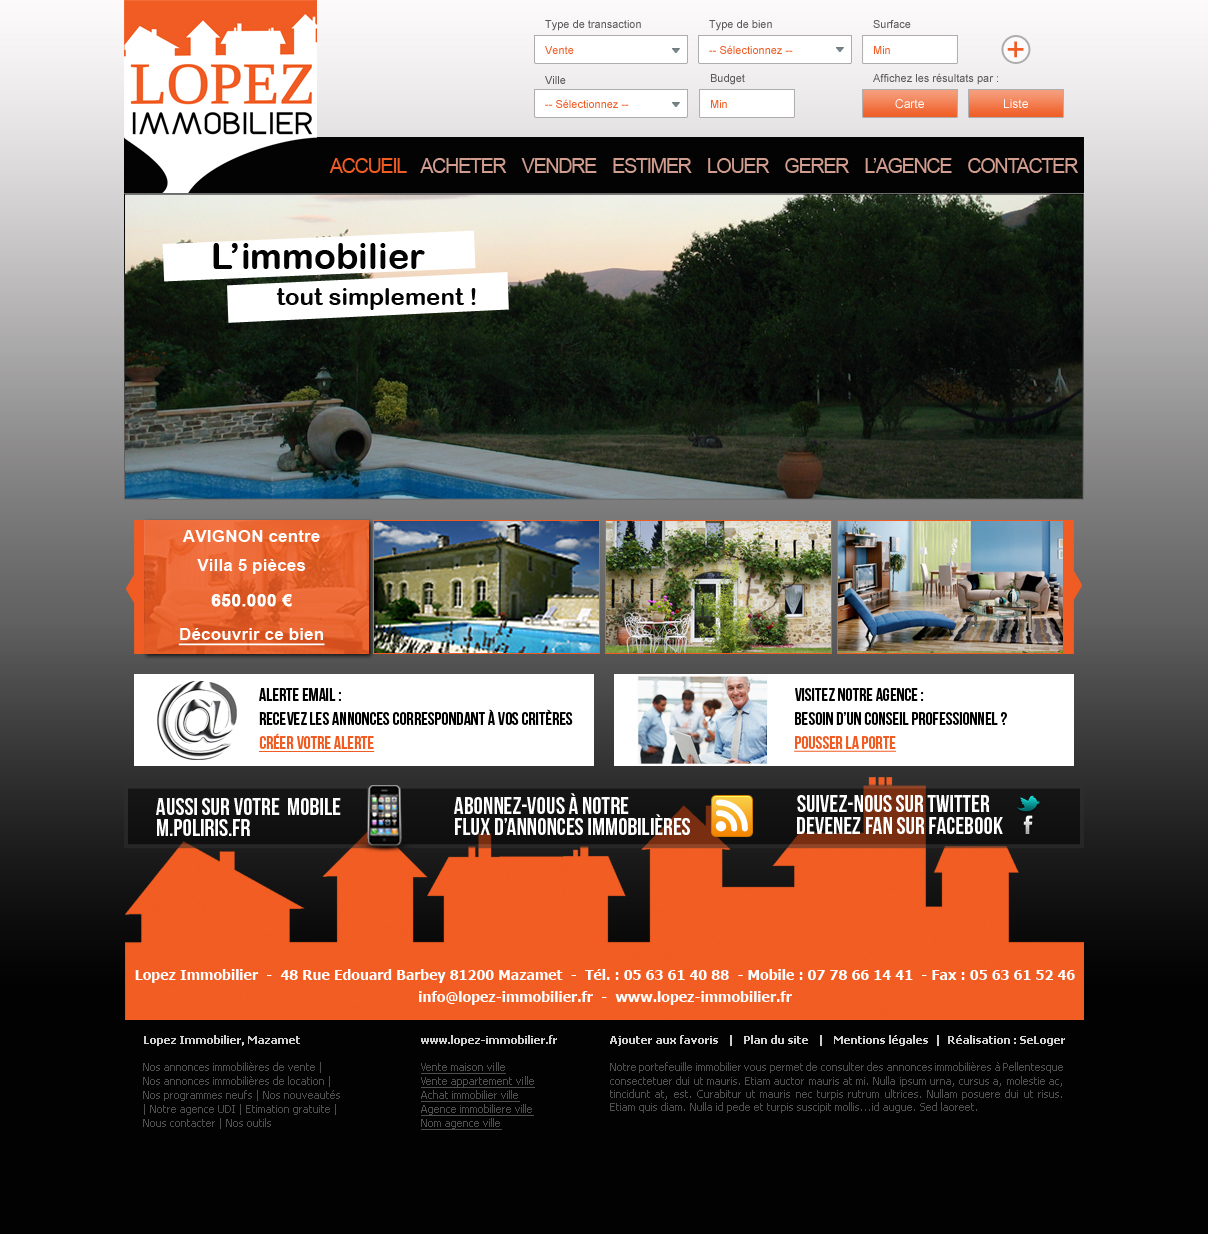 LOPEZ
IMMOBILIER
Type de transaction
Type de bien
Surface
Vente
-- Sélectionnez --
Min
Ville
Budget
Affichez les résultats par :
-- Sélectionnez --
Min
Carte
Liste
ACCUEIL ACHETER VENDRE ESTIMER LOUER GERER L'AGENCE CONTACTER
L'immobilier
tout simplement !
AVIGNON centre
Villa 5 pièces
650.000 €
Découvrir ce bien
ALERTE EMAIL :
RECEVEZ LES ANNONCES CORRESPONDANT À VOS CRITÈRES
CRÉER VOTRE ALERTE
VISITEZ NOTRE AGENCE :
BESOIN D'UN CONSEIL PROFESSIONNEL ?
POUSSER LA PORTE
AUSSI SUR VOTRE MOBILE
M.POLIRIS.FR
ABONNEZ-VOUS À NOTRE
FLUX D'ANNONCES IMMOBILIÈRES
SUIVEZ-NOUS SUR TWITTER
DEVENEZ FAN SUR FACEBOOK
Lopez Immobilier - 48 Rue Edouard Barbey 81200 Mazamet - Tél. : 05 63 61 40 88 - Mobile : 07 78 66 14 41 - Fax : 05 63 61 52 46
info@lopez-immobilier.fr - www.lopez-immobilier.fr
Lopez Immobilier, Mazamet
Nos annonces immobilières de vente |
Nos annonces immobilières de location |
Nos programmes neufs | Nos nouveautés
| Notre agence UDI | Etimation gratuite |
Nous contacter | Nos outils
www.lopez-immobilier.fr
Vente maison ville
Vente appartement ville
Achat immobilier ville
Agence immobiliere ville
Nom agence ville
Ajouter aux favoris | Plan du site | Mentions légales | Réalisation : SeLoger
Notre portefeuille immobilier vous permet de consulter des annonces immobilières à Pellentesque
consectetuer dui ut mauris. Etiam auctor mauris at mi. Nulla ipsum urna, cursus a, molestie ac,
tincidunt at, est. Curabitur ut mauris nec turpis rutrum ultrices. Nullam posuere dui ut risus.
Etiam quis diam. Nulla id pede et turpis suscipit mollis...id augue. Sed laoreet.